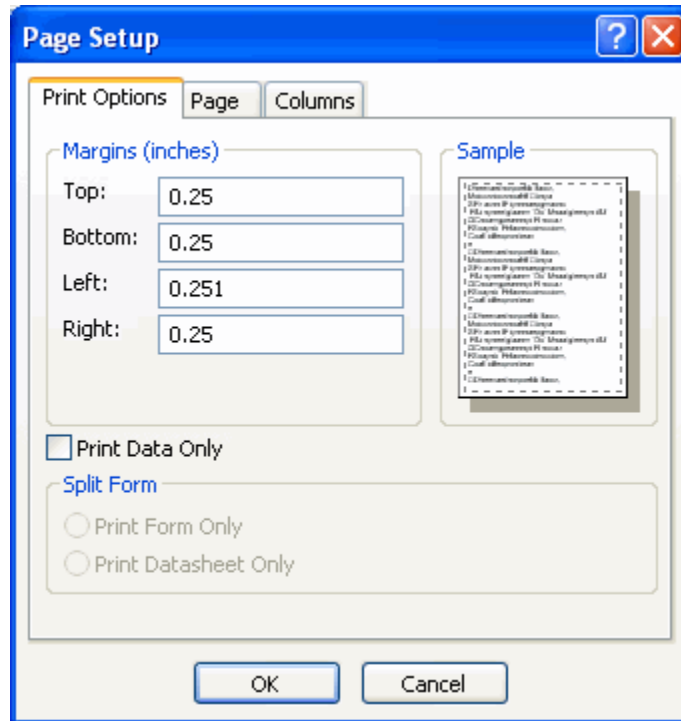 Page Setup
Print Options Page Columns
Margins (inches) Sample
Top: 0.25
Bottom: 0.25
Left: 0.251
Right: 0.25
Print Data Only
Split Form
Print Form Only
Print Datasheet Only
OK Cancel